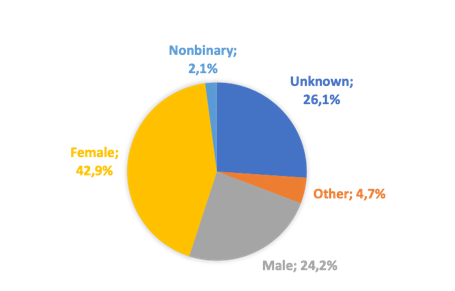 Nonbinary;
2,1%
Unknown;
26,1%
Female;
42,9%
Other; 4,7%
Male; 24,2%